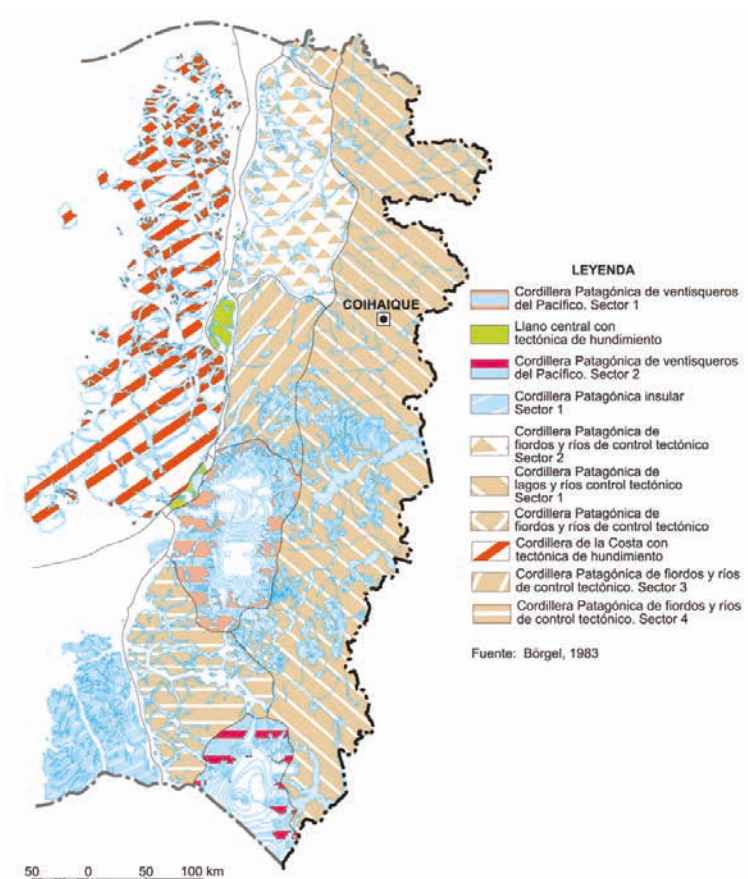 LEYENDA
COIHAIQUE
Cordillera Patagónica de ventisqueros
del Pacífico. Sector 1
Llano central con
tectónica de hundimiento
Cordillera Patagónica de ventisqueros
del Pacífico. Sector 2
Cordillera Patagónica insular
Sector 1
Cordillera Patagónica de
fiordos y ríos de control tectónico
Sector 2
Cordillera Patagónica de
lagos y ríos control tectónico
Sector 1
Cordillera Patagónica de
fiordos y ríos de control tectónico
Cordillera de la Costa con
tectónica de hundimiento
Cordillera Patagónica de fiordos y ríos
de control tectónico. Sector 3
Cordillera Patagónica de fiordos y ríos
de control tectónico. Sector 4
Fuente: Börgel, 1983
50 0 50 100 km